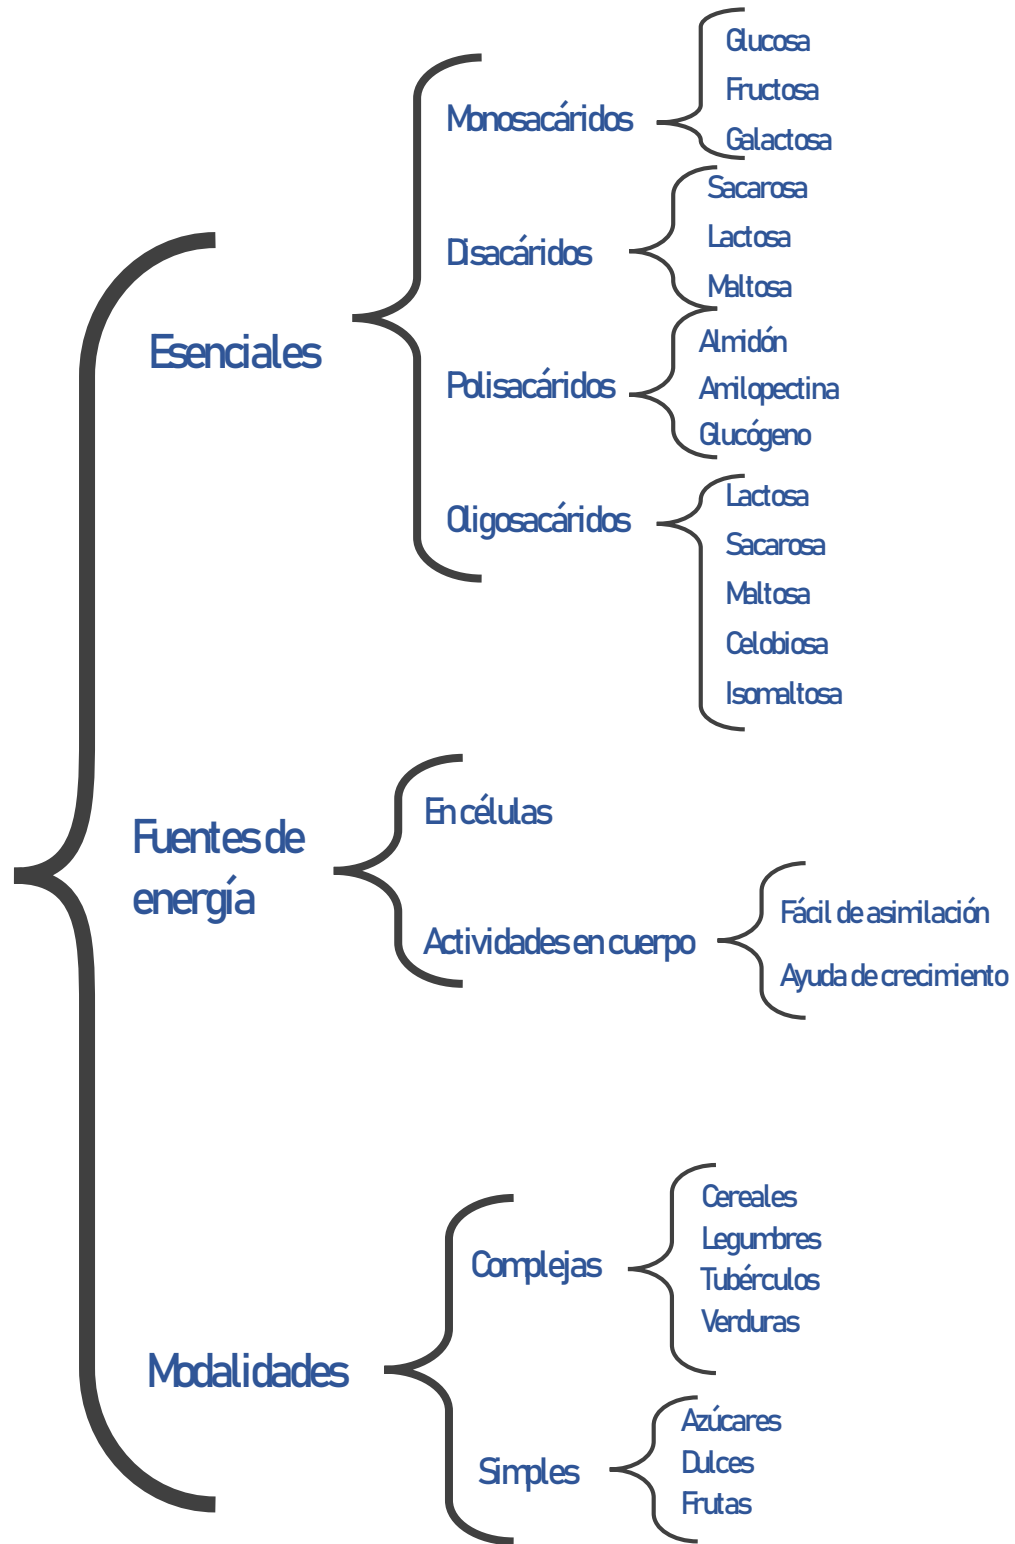 Esenciales
Monosacáridos
Glucosa
Fructosa
Galactosa
Disacáridos
Sacarosa
Lactosa
Maltosa
Polisacáridos
Almidón
Amilopectina
Glucógeno
Oligosacáridos
Lactosa
Sacarosa
Maltosa
Celobiosa
Isomaltosa
Fuentes de
energía
En células
Actividades en cuerpo
Fácil de asimilación
Ayuda de crecimiento
Modalidades
Complejas
Cereales
Legumbres
Tubérculos
Verduras
Simples
Azúcares
Dulces
Frutas